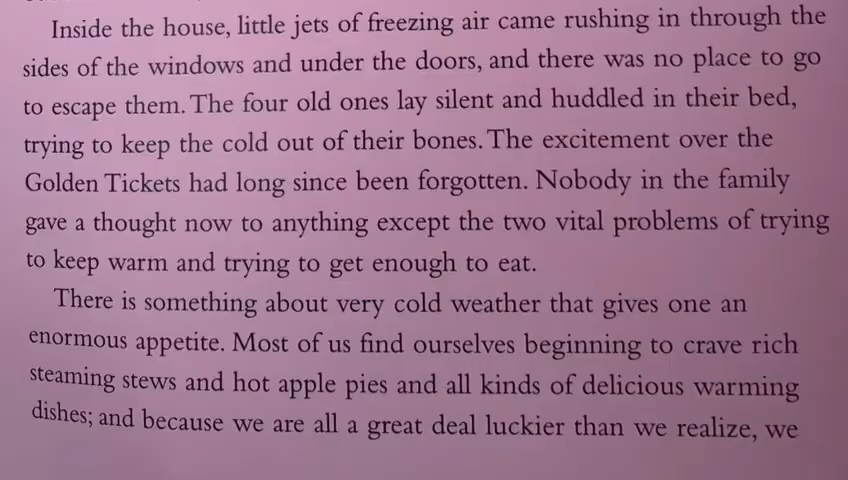 Inside the house, little jets of freezing air came rushing in through the
sides of the windows and under the doors, and there was no place to go
to escape them. The four old ones lay silent and huddled in their bed,
trying to keep the cold out of their bones. The excitement over the
Golden Tickets had long since been forgotten. Nobody in the family
gave a thought now to anything except the two vital problems of trying
to keep warm and trying to get enough to eat.
There is something about very cold weather that gives one an
enormous appetite. Most of us find ourselves beginning to crave rich
steaming stews and hot apple pies and all kinds of delicious warming
dishes; and because we are all a great deal luckier than we realize, we